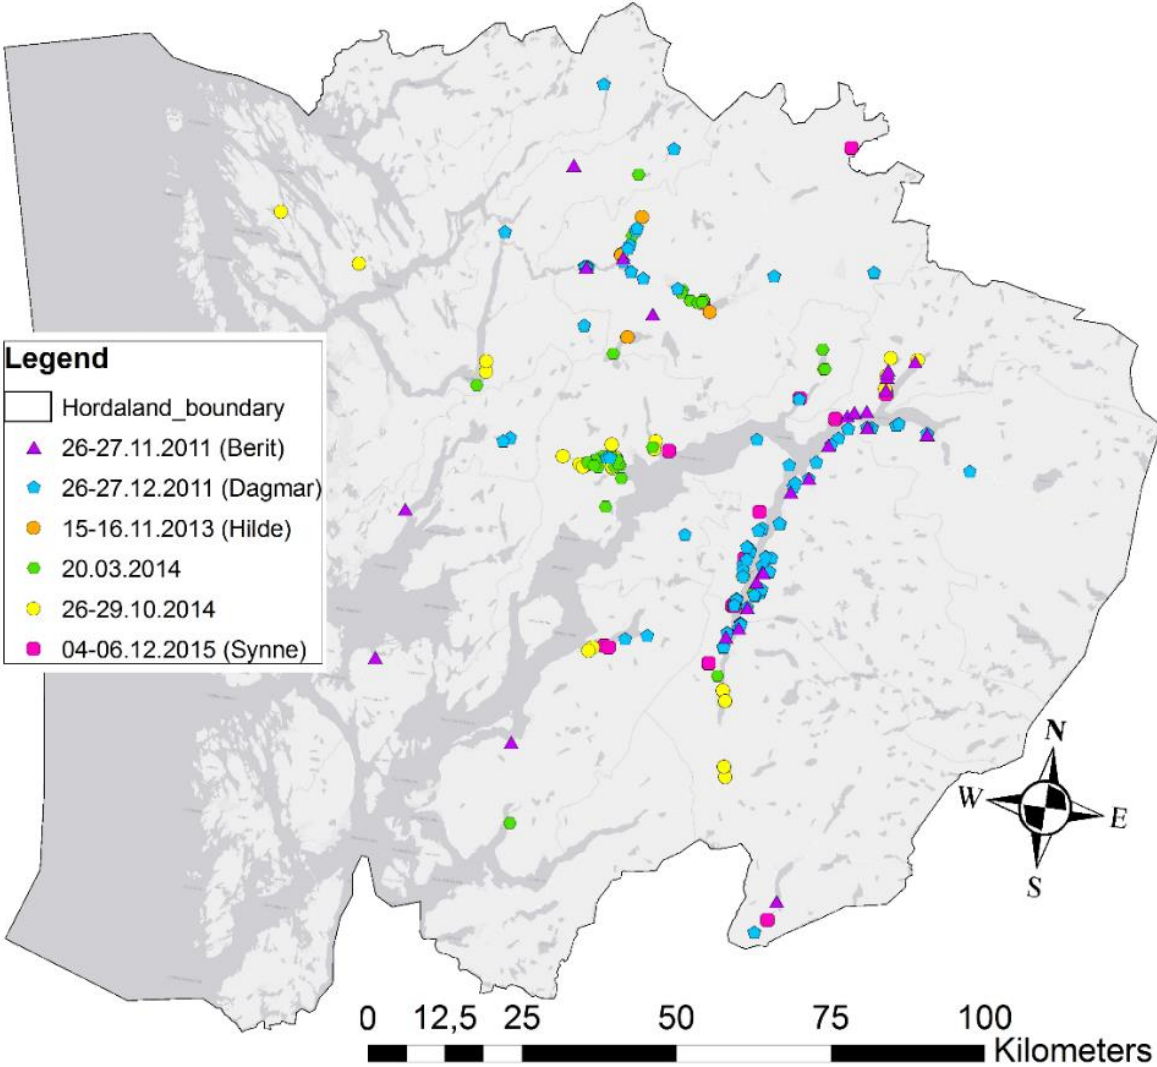 Legend
Hordaland_boundary
26-27.11.2011 (Berit)
26-27.12.2011 (Dagmar)
15-16.11.2013 (Hilde)
20.03.2014
26-29.10.2014
04-06.12.2015 (Synne)
N
W
E
S
0 12,5 25 50 75 100
Kilometers